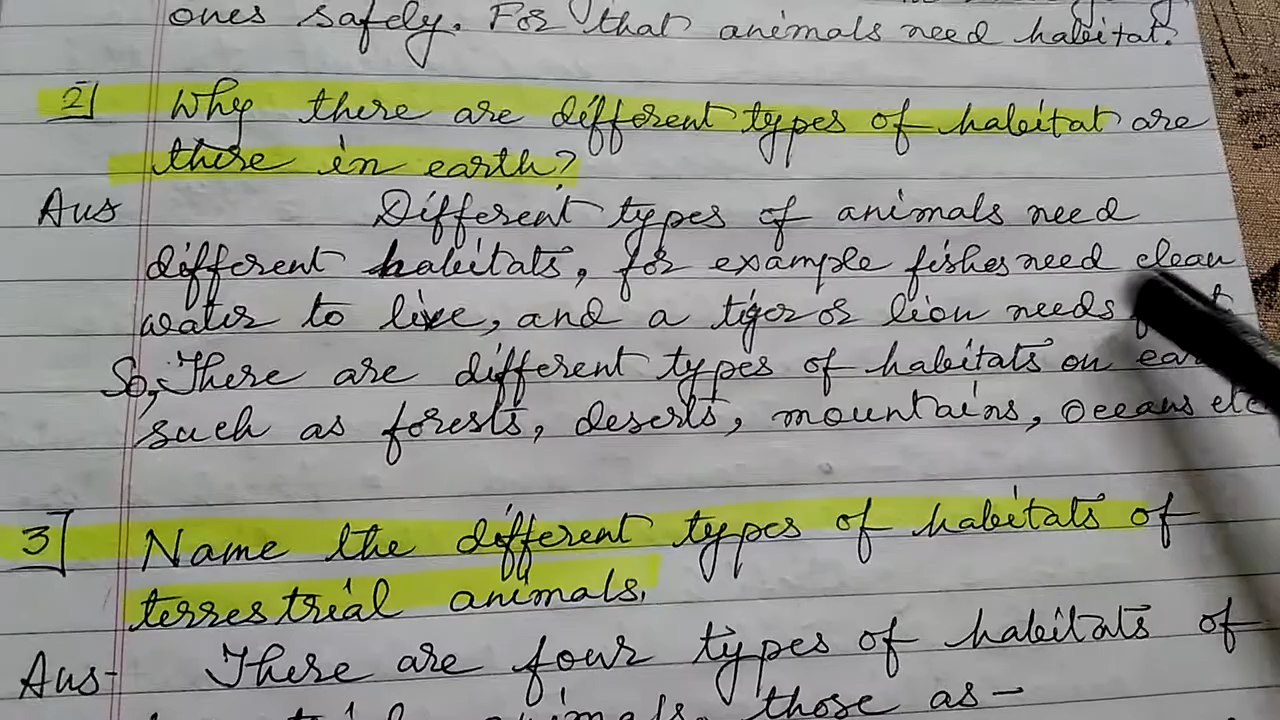 ones safely. For that animals need habitat.
2] Why there are different types of habitat are
there in earth?
Ans Different types of animals need
different habitats, for example fishes need clean
water to live, and a tiger or lion needs
So, There are different types of habitats on
such as forests, deserts, mountains, oceans etc
3] Name the different types of habitats of
terrestrial animals.
Ans- There are four types of habitats of
animals, those as-